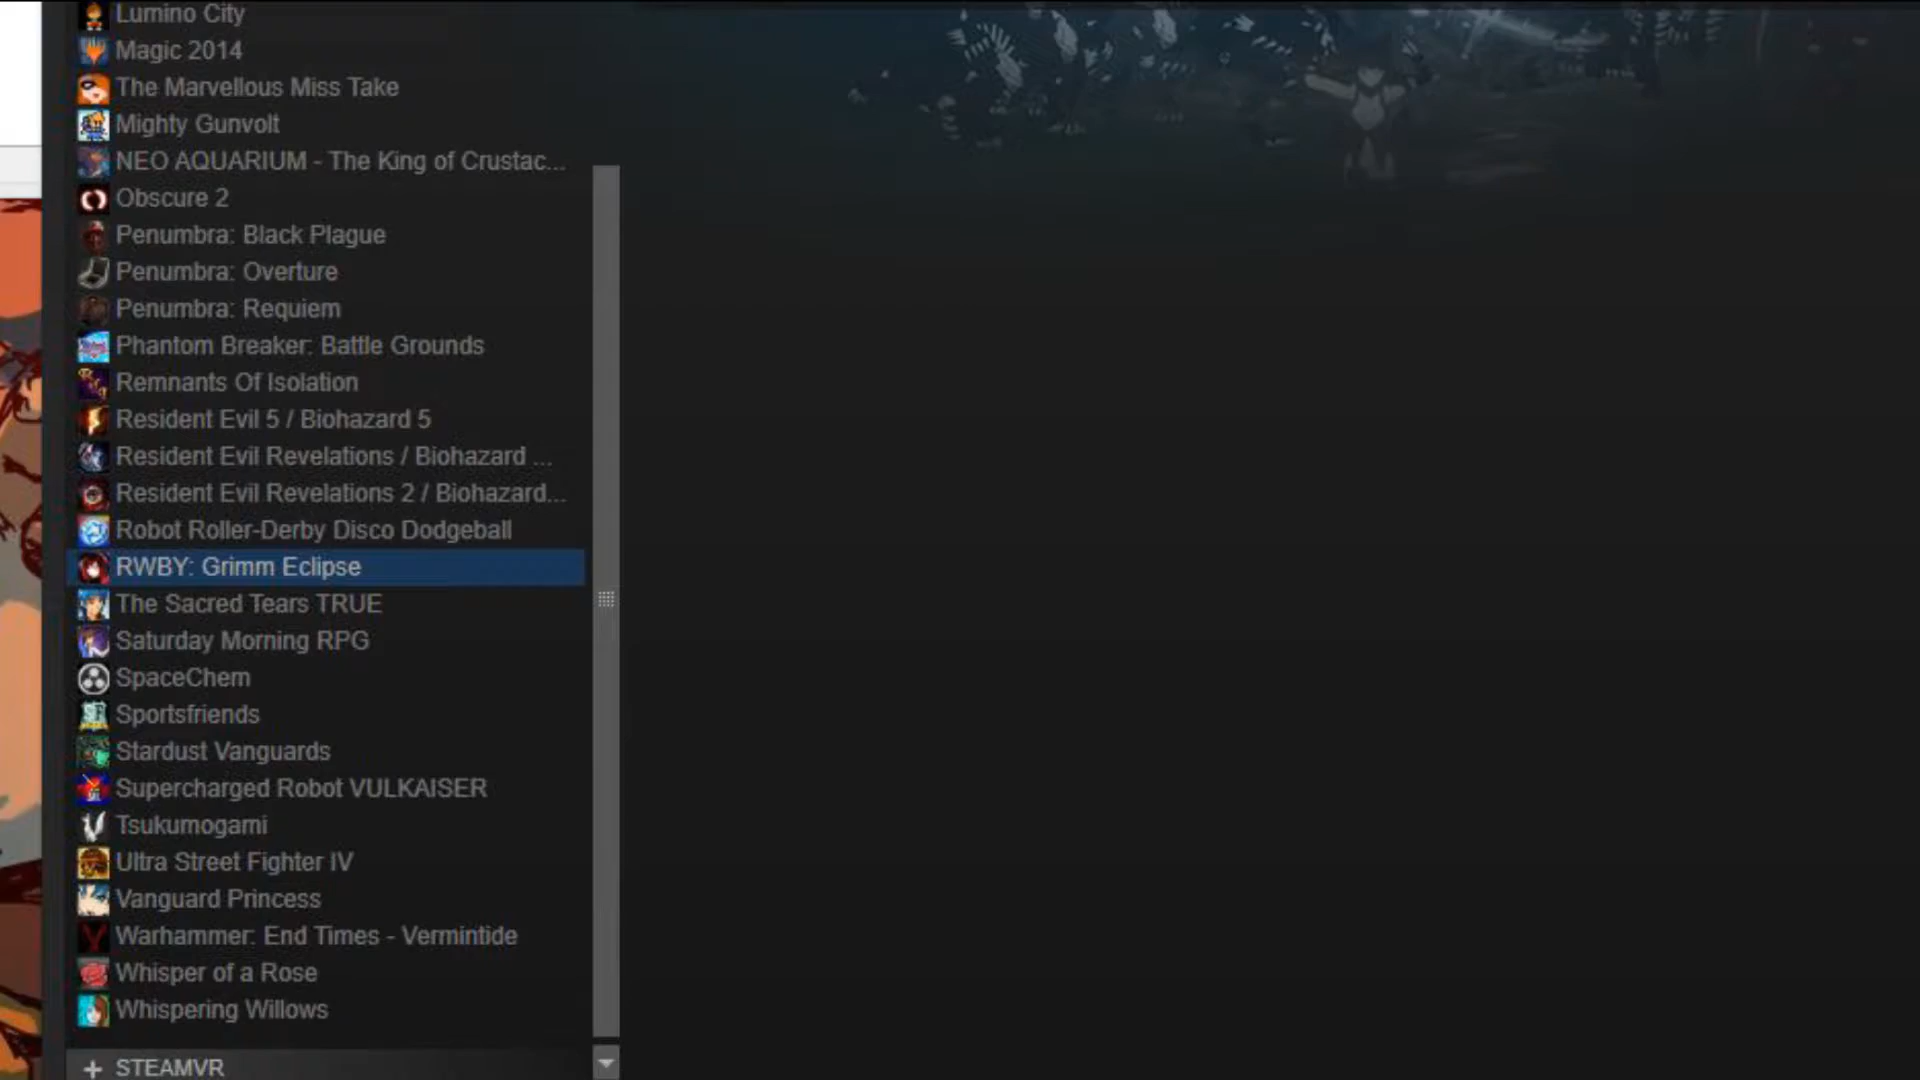 Lumino City
Magic 2014
The Marvellous Miss Take
Mighty Gunvolt
NEO AQUARIUM - The King of Crustac...
Obscure 2
Penumbra: Black Plague
Penumbra: Overture
Penumbra: Requiem
Phantom Breaker: Battle Grounds
Remnants Of Isolation
Resident Evil 5 / Biohazard 5
Resident Evil Revelations / Biohazard ...
Resident Evil Revelations 2 / Biohazard...
Robot Roller-Derby Disco Dodgeball
RWBY: Grimm Eclipse
The Sacred Tears TRUE
Saturday Morning RPG
SpaceChem
Sportsfriends
Stardust Vanguards
Supercharged Robot VULKAISER
Tsukumogami
Ultra Street Fighter IV
Vanguard Princess
Warhammer: End Times - Vermintide
Whisper of a Rose
Whispering Willows
+ STEAMVR